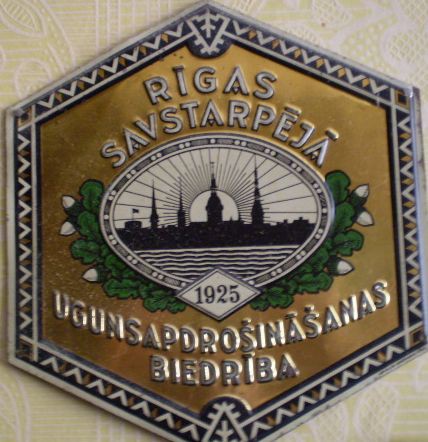 RĪGAS
SAVSTARPĒJĀ
1925
UGUNSAPDROŠINĀŠANAS
BIEDRĪBA